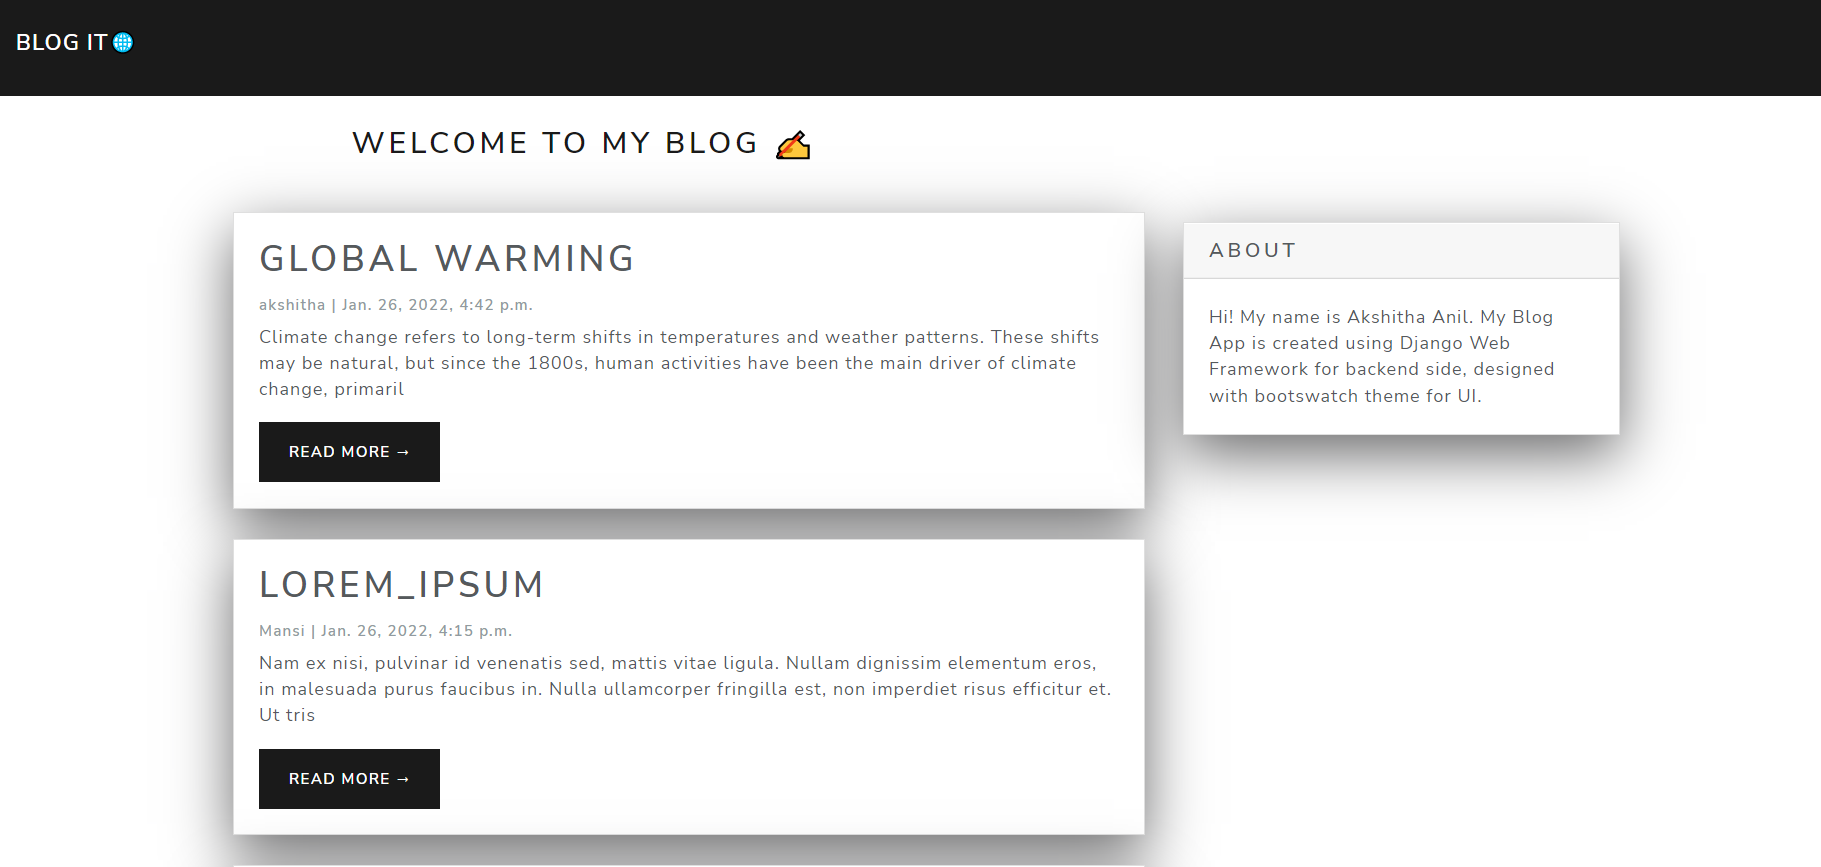 BLOG IT🌐
WELCOME TO MY BLOG ✍
GLOBAL WARMING
akshitha | Jan. 26, 2022, 4:42 p.m.
Climate change refers to long-term shifts in temperatures and weather patterns. These shifts
may be natural, but since the 1800s, human activities have been the main driver of climate
change, primaril
READ MORE →
LOREM_IPSUM
Mansi | Jan. 26, 2022, 4:15 p.m.
Nam ex nisi, pulvinar id venenatis sed, mattis vitae ligula. Nullam dignissim elementum eros,
in malesuada purus faucibus in. Nulla ullamcorper fringilla est, non imperdiet risus efficitur et.
Ut tris
READ MORE →
ABOUT
Hi! My name is Akshitha Anil. My Blog
App is created using Django Web
Framework for backend side, designed
with bootswatch theme for UI.